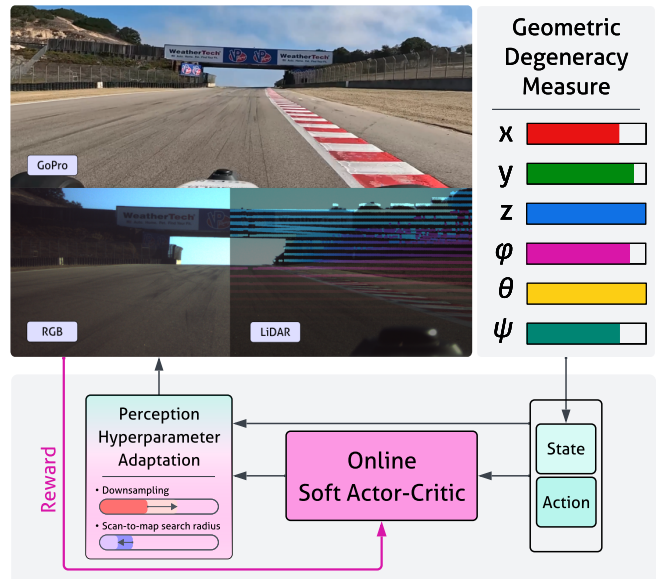 WeatherTech
WeatherTech
GoPro
WeatherTech
RGB
LiDAR
Geometric
Degeneracy
Measure
x
y
z
φ
θ
ψ
Perception
Hyperparameter
Adaptation
• Downsampling
• Scan-to-map search radius
Online
Soft Actor-Critic
State
Action
Reward